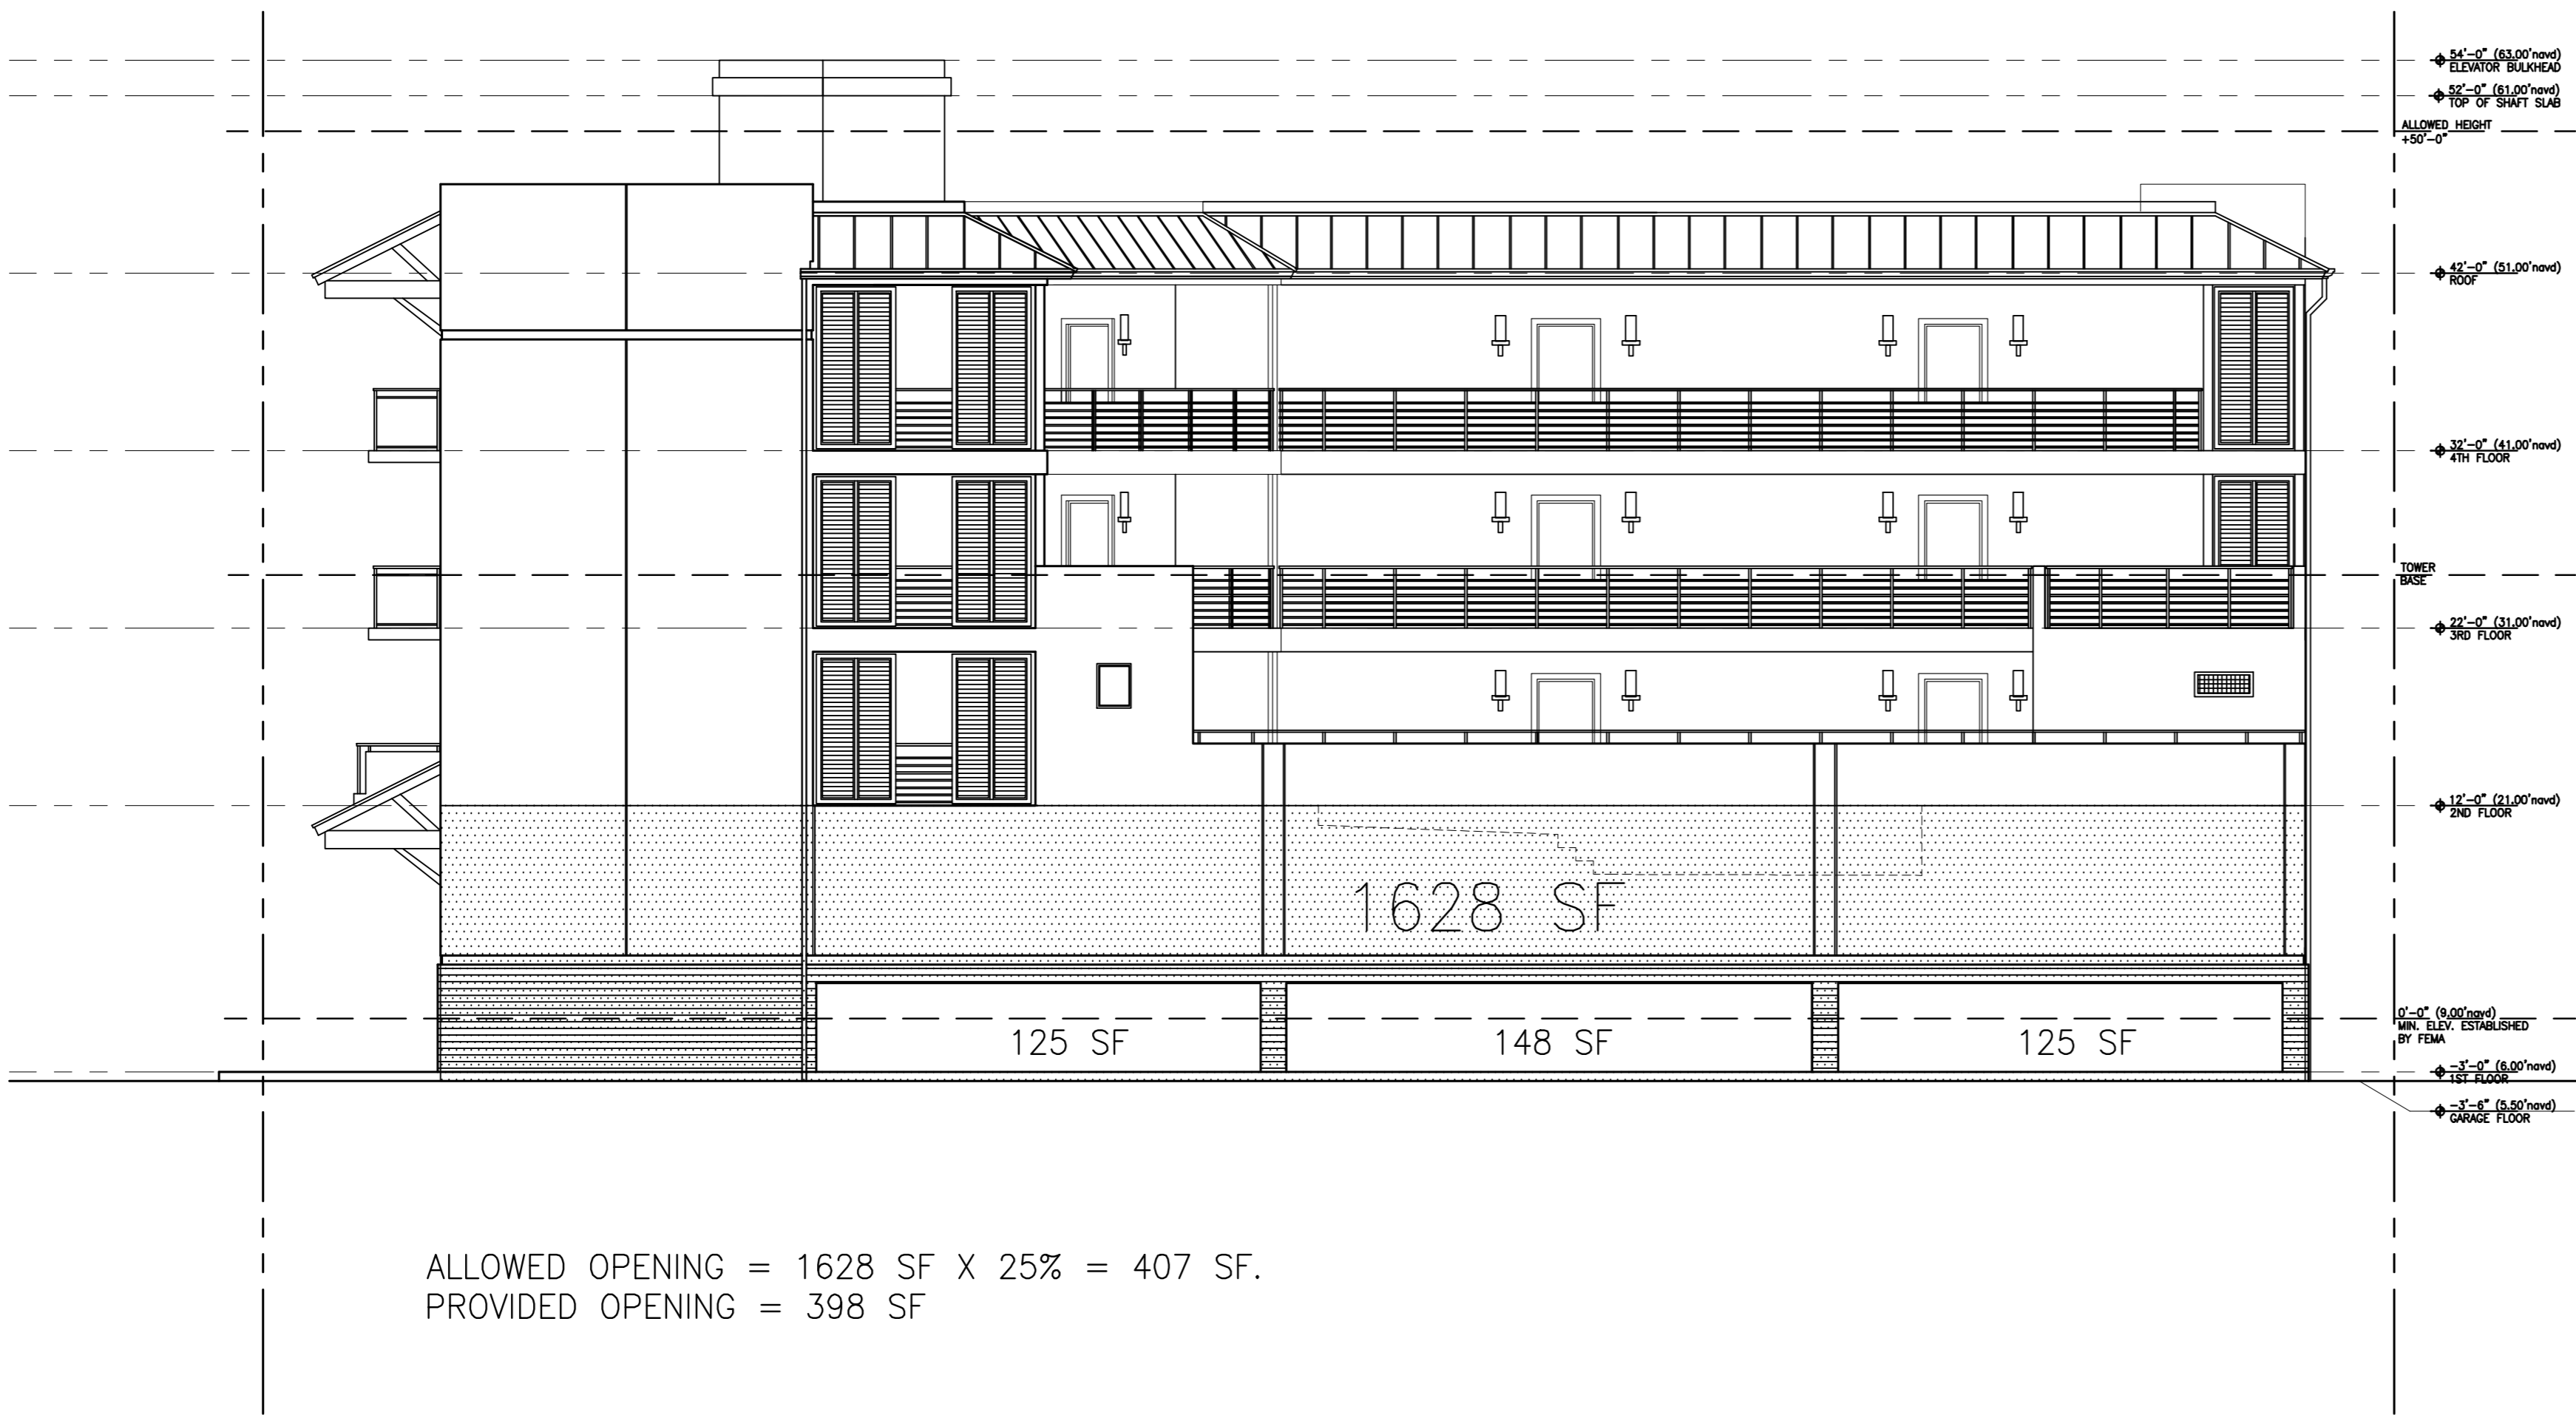 54'-0" (63.00'navd)
ELEVATOR BULKHEAD
52'-0" (61.00'navd)
TOP OF SHAFT SLAB
ALLOWED HEIGHT
+50'-0"
42'-0" (51.00'navd)
ROOF
32'-0" (41.00'navd)
4TH FLOOR
TOWER
BASE
22'-0" (31.00'navd)
3RD FLOOR
12'-0" (21.00'navd)
2ND FLOOR
1628 SF
0'-0" (9.00'navd)
MIN. ELEV. ESTABLISHED
BY FEMA
125 SF
148 SF
125 SF
-3'-0" (6.00'navd)
1ST FLOOR
-3'-6" (5.50'navd)
GARAGE FLOOR
ALLOWED OPENING = 1628 SF X 25% = 407 SF.
PROVIDED OPENING = 398 SF